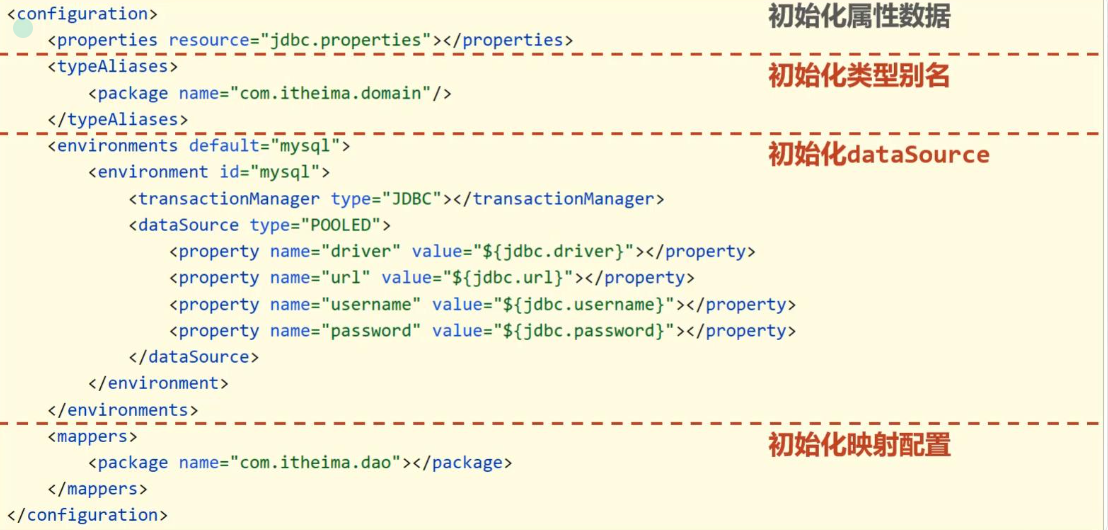 <configuration> 初始化属性数据
    <properties resource="jdbc.properties"></properties>
    <typeAliases> 初始化类型别名
        <package name="com.itheima.domain"/>
    </typeAliases>
    <environments default="mysql"> 初始化dataSource
        <environment id="mysql">
            <transactionManager type="JDBC"></transactionManager>
            <dataSource type="POOLED">
                <property name="driver" value="${jdbc.driver}"></property>
                <property name="url" value="${jdbc.url}"></property>
                <property name="username" value="${jdbc.username}"></property>
                <property name="password" value="${jdbc.password}"></property>
            </dataSource>
        </environment>
    </environments>
    <mappers> 初始化映射配置
        <package name="com.itheima.dao"></package>
    </mappers>
</configuration>